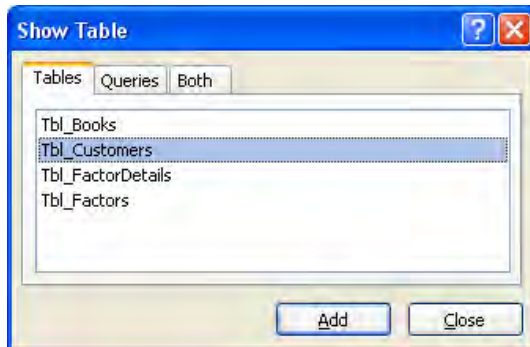 Show Table
Tables Queries Both
Tbl_Books
Tbl_Customers
Tbl_FactorDetails
Tbl_Factors
Add Close